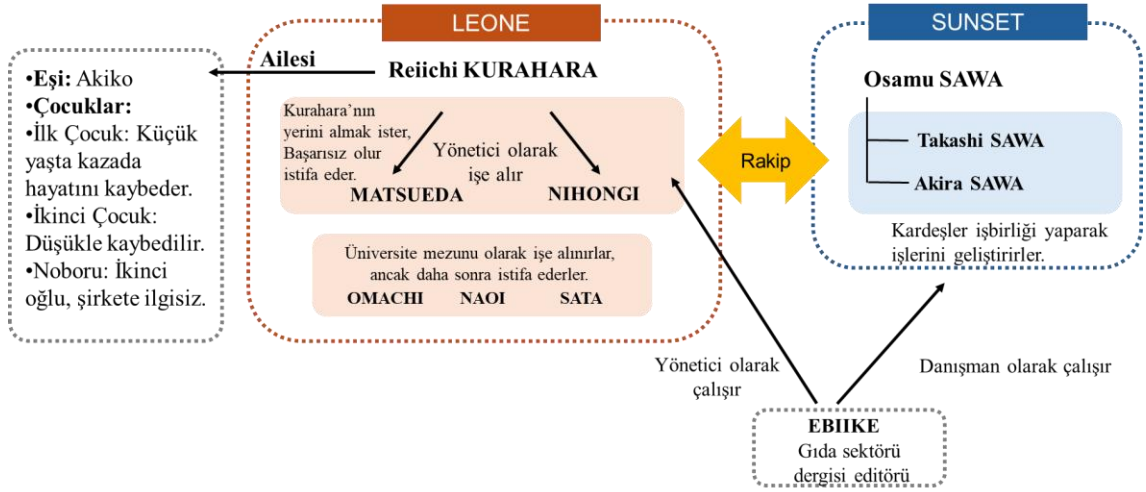 LEONE
SUNSET
Ailesi
Reiichi KURAHARA
•Eşi: Akiko
•Çocuklar:
•İlk Çocuk: Küçük
yaşta kazada
hayatını kaybeder.
•İkinci Çocuk:
Düşükle kaybedilir.
•Noboru: İkinci
oğlu, şirkete ilgisiz.
Kurahara’nın
yerini almak ister,
Başarısız olur
istifa eder.
Yönetici olarak
işe alır
MATSUEDA
NIHONGI
Üniversite mezunu olarak işe alınırlar,
ancak daha sonra istifa ederler.
OMACHI NAOI SATA
Rakip
Osamu SAWA
Takashi SAWA
Akira SAWA
Kardeşler işbirliği yaparak
işlerini geliştirirler.
Yönetici olarak
çalışır
Danışman olarak çalışır
EBIIKE
Gıda sektörü
dergisi editörü